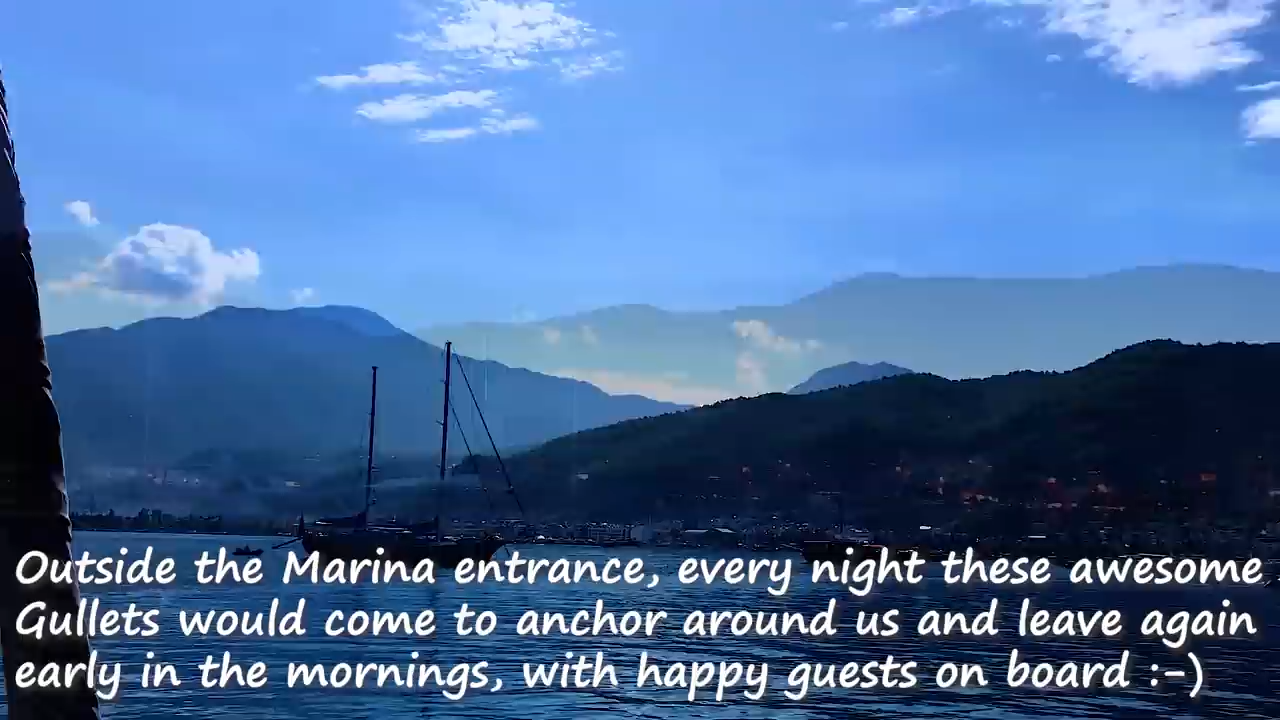 Outside the Marina entrance, every night these awesome
Gullets would come to anchor around us and leave again
early in the mornings, with happy guests on board :-)